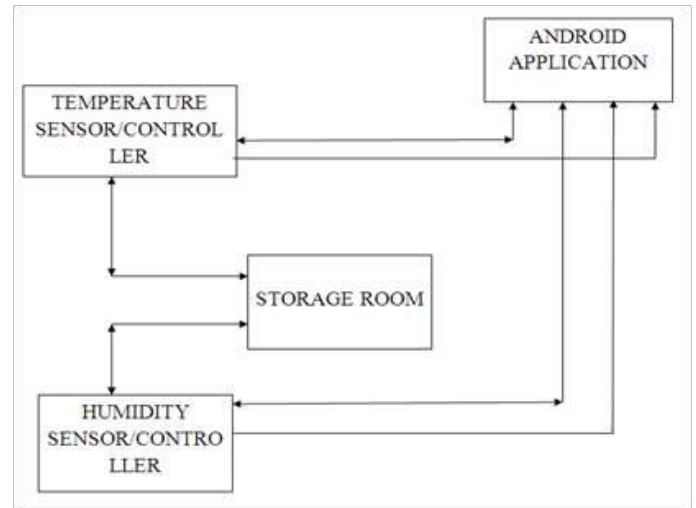 ANDROID
APPLICATION
TEMPERATURE
SENSOR/CONTROL
LER
STORAGE ROOM
HUMIDITY
SENSOR/CONTRO
LLER